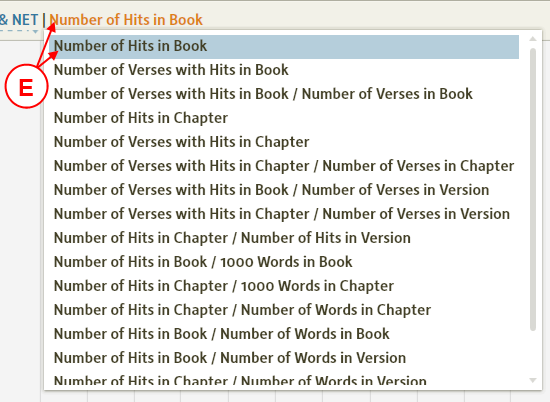 & NET | Number of Hits in Book
E
Number of Hits in Book
Number of Verses with Hits in Book
Number of Verses with Hits in Book / Number of Verses in Book
Number of Hits in Chapter
Number of Verses with Hits in Chapter
Number of Verses with Hits in Chapter / Number of Verses in Chapter
Number of Verses with Hits in Book / Number of Verses in Version
Number of Verses with Hits in Chapter / Number of Verses in Version
Number of Hits in Chapter / Number of Hits in Version
Number of Hits in Book / 1000 Words in Book
Number of Hits in Chapter / 1000 Words in Chapter
Number of Hits in Chapter / Number of Words in Chapter
Number of Hits in Book / Number of Words in Book
Number of Hits in Book / Number of Words in Version
Number of Hits in Chapter / Number of Words in Version